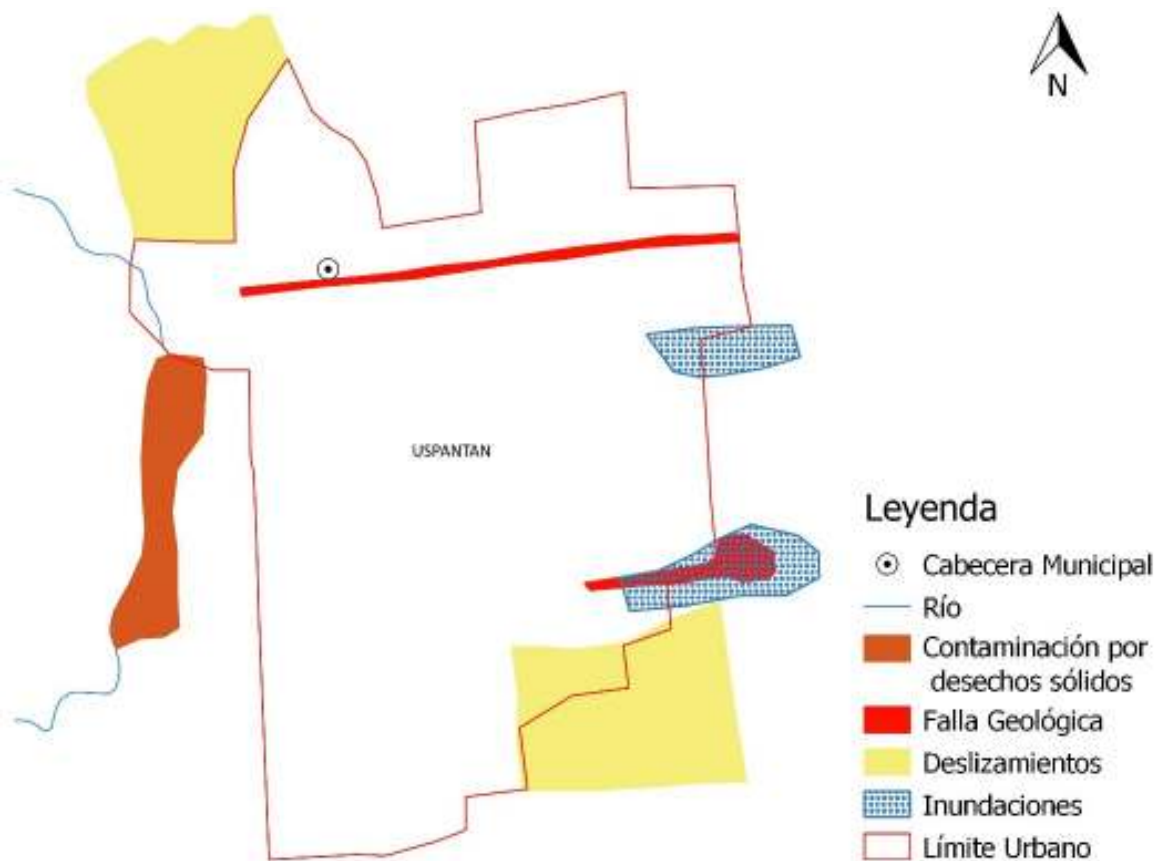 N
USPANTAN
Leyenda
Cabecera Municipal
Río
Contaminación por
desechos sólidos
Falla Geológica
Deslizamientos
Inundaciones
Límite Urbano